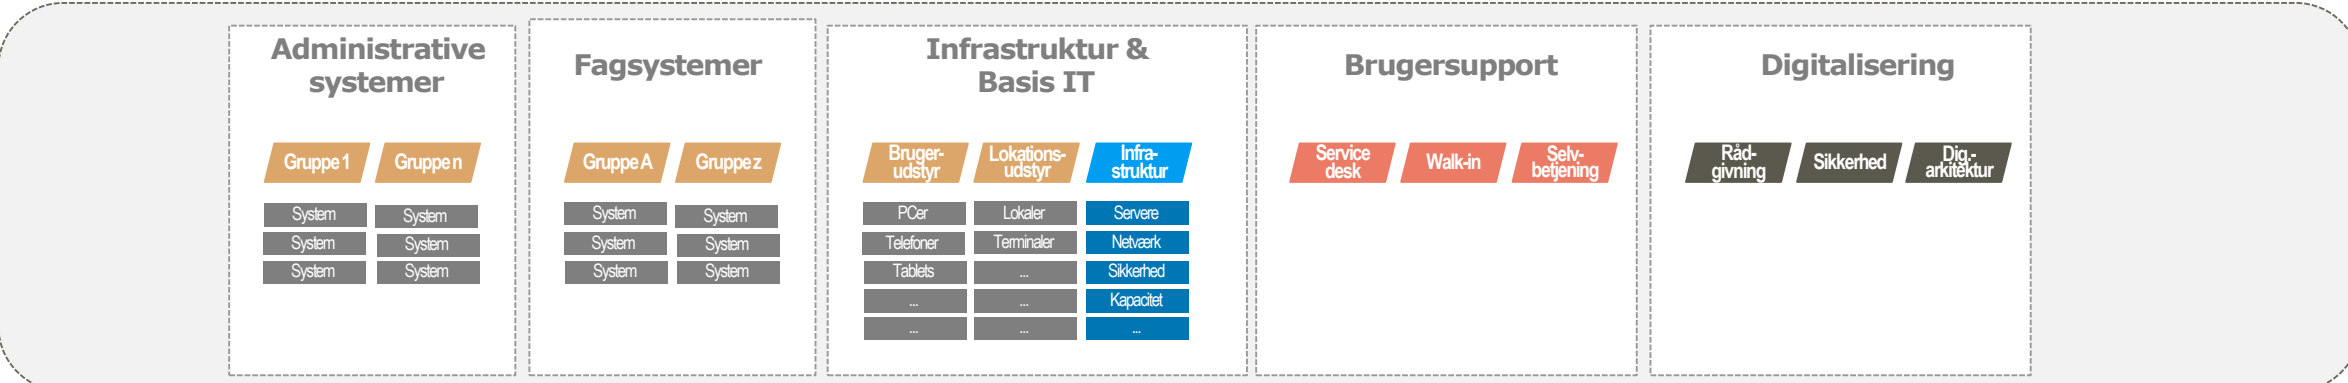 Administrative
systemer
Gruppe 1
Gruppe n
System
System
System
System
System
System
Fagsystemer
Gruppe A
Gruppe z
System
System
System
System
System
System
Infrastruktur &
Basis IT
Bruger-
udstyr
Lokations-
udstyr
Infra-
struktur
PCer
Lokaler
Servere
Telefoner
Terminaler
Netværk
Tablets
...
Sikkerhed
...
...
Kapacitet
...
...
...
Brugersupport
Service
desk
Walk-in
Selv-
betjening
Digitalisering
Råd-
givning
Sikkerhed
Dig.-
arkitektur